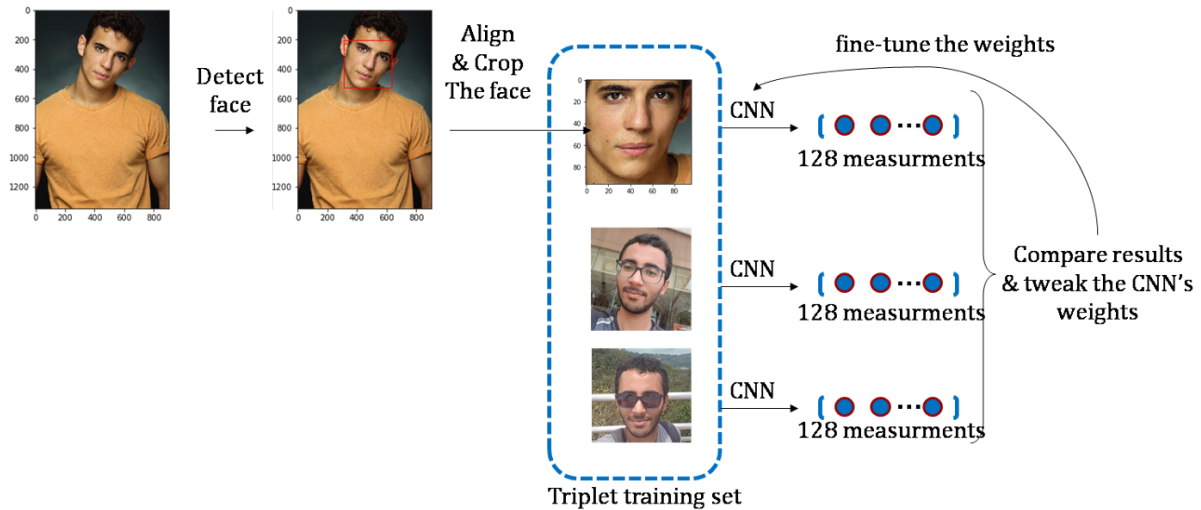 0
200
400
600
800
1000
1200
0 200 400 600 800
Detect
face
0
200
400
600
800
1000
1200
0 200 400 600 800
Align
& Crop
The face
0
20
40
60
80
0 20 40 60 80
CNN
fine-tune the weights
128 measurments
CNN
128 measurments
CNN
128 measurments
Compare results
& tweak the CNN's
weights
Triplet training set